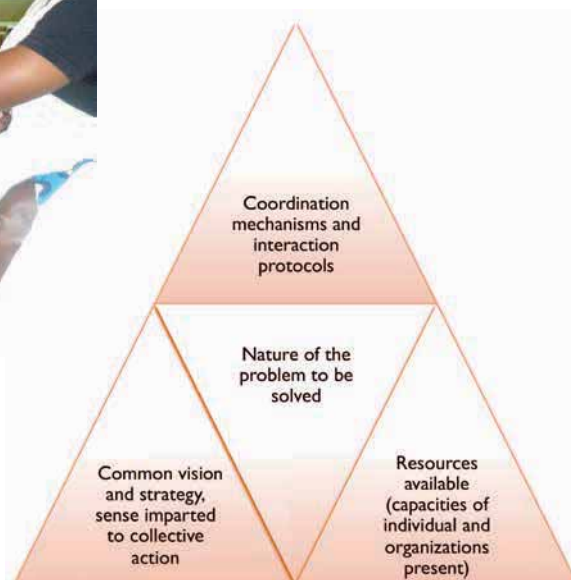 Coordination
mechanisms and
interaction
protocols
Nature of the
problem to be
solved
Common vision
and strategy,
sense imparted
to collective
action
Resources
available
(capacities of
individual and
organizations
present)